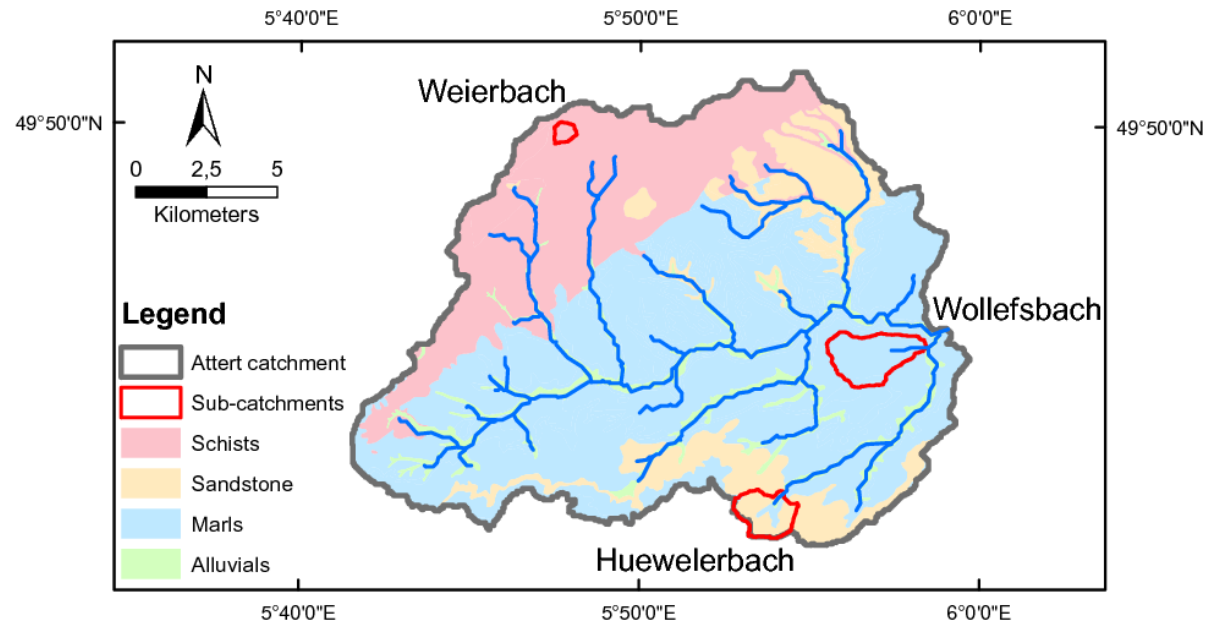 5°40'0"E 5°50'0"E 6°0'0"E
Weierbach
N
49°50'0"N 49°50'0"N
0 2,5 5
Kilometers
Legend
Wollefsbach
Attert catchment
Sub-catchments
Schists
Sandstone
Marls
Alluvials
Huewelerbach
5°40'0"E 5°50'0"E 6°0'0"E